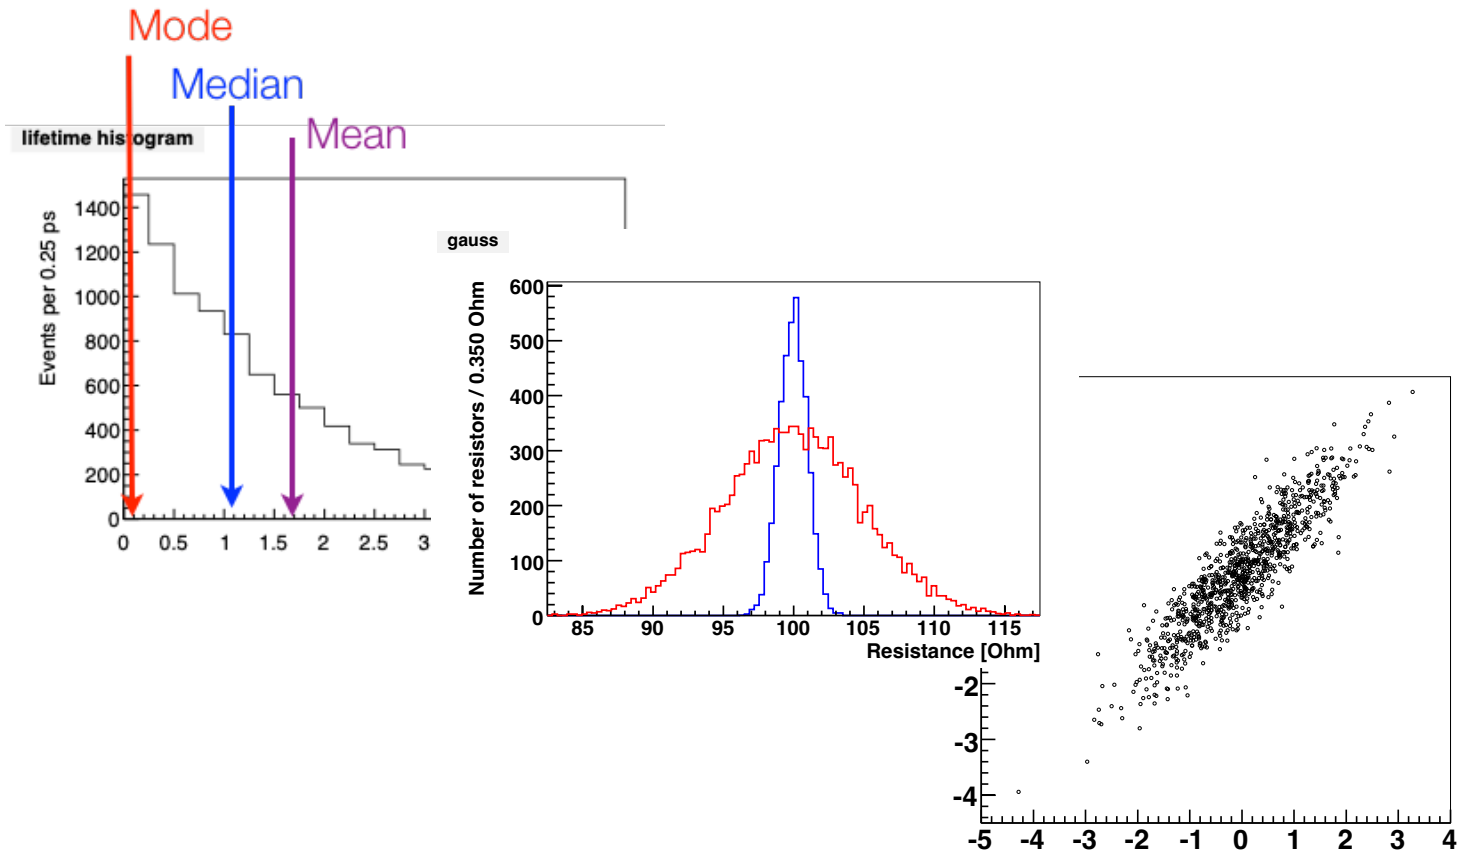 Mode
Median
Mean
lifetime histogram
Events per 0.25 ps
1400
1200
1000
800
600
400
200
0
0 0.5 1 1.5 2 2.5 3
gauss
Number of resistors / 0.350 Ohm
600
500
400
300
200
100
0
85 90 95 100 105 110 115
Resistance [Ohm]
-2
-3
-4
-5 -4 -3 -2 -1 0 1 2 3 4